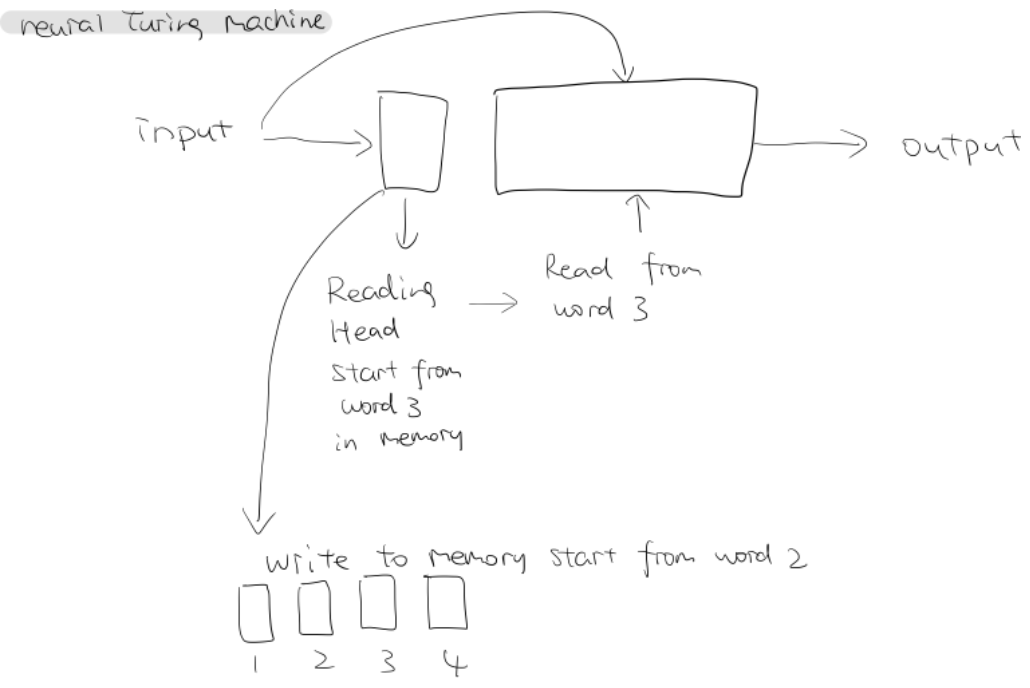 neural Turing machine
input
output
Reading
Head
start from
word 3
in memory
Read from
word 3
write to memory start from word 2
1 2 3 4